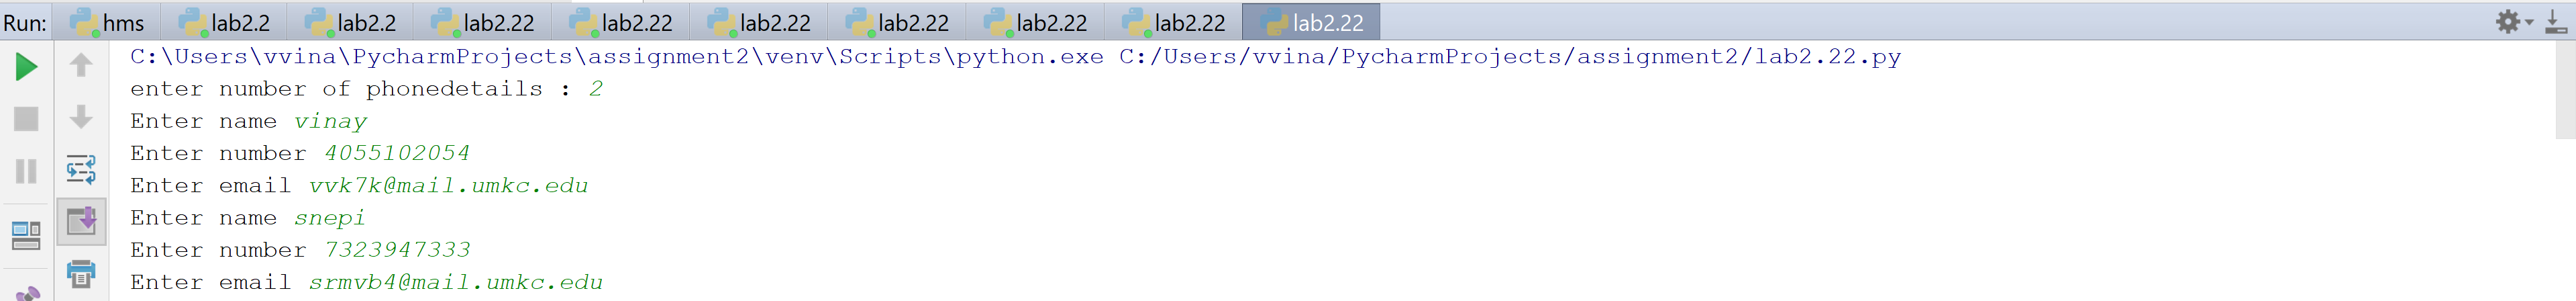 Run: hms lab2.2 lab2.2 lab2.22 lab2.22 lab2.22 lab2.22 lab2.22 lab2.22 lab2.22
C:\Users\vvina\PycharmProjects\assignment2\venv\Scripts\python.exe C:/Users/vvina/PycharmProjects/assignment2/lab2.22.py
enter number of phonedetails : 2
Enter name vinay
Enter number 4055102054
Enter email vvk7k@mail.umkc.edu
Enter name snepi
Enter number 7323947333
Enter email srmvb4@mail.umkc.edu